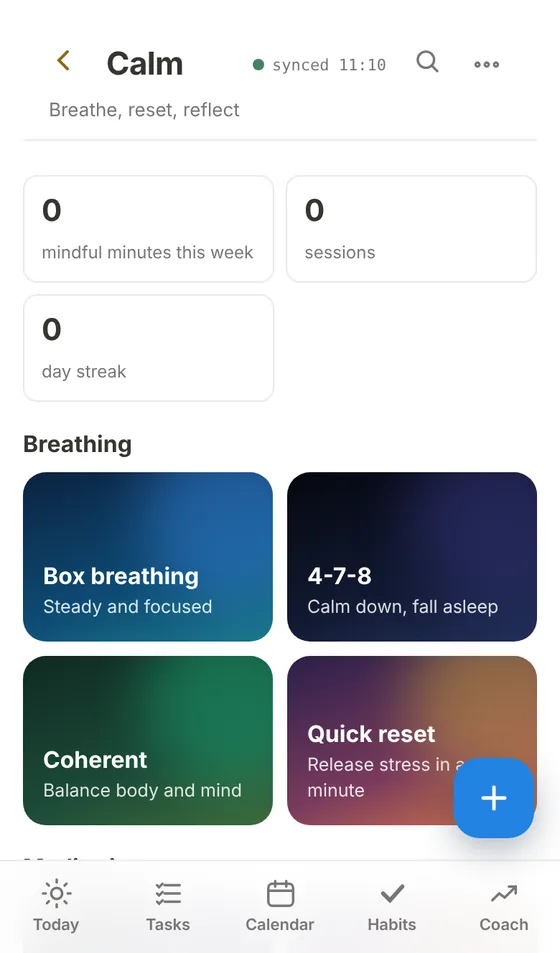 Calm
synced 11:10
Breathe, reset, reflect
0
mindful minutes this week
0
sessions
0
day streak
Breathing
Box breathing
Steady and focused
4-7-8
Calm down, fall asleep
Coherent
Balance body and mind
Quick reset
Release stress in a
minute
Today
Tasks
Calendar
Habits
Coach